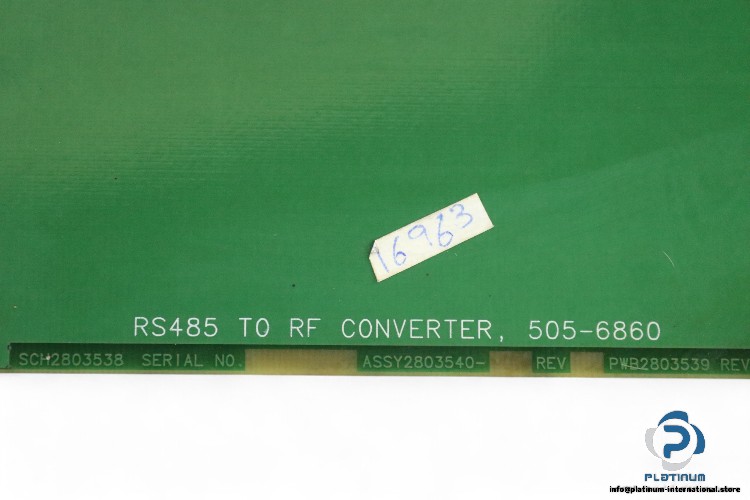 16963
RS485 TO RF CONVERTER, 505-6860
SCH2803538 SERIAL NO. ASSY2803540- REV PWB2803539 REV
PLATINUM
info@platinum-international.store